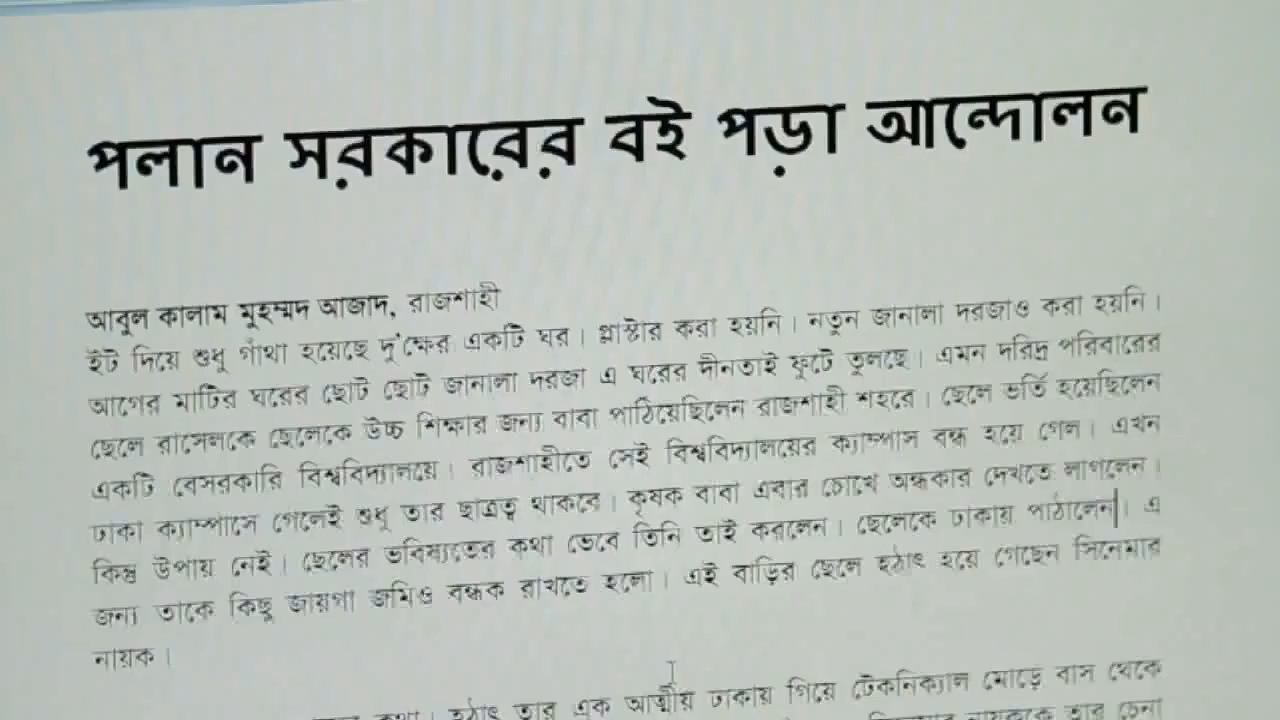 পলান সরকারের বই পড়া আন্দোলন
আবুল কালাম মুহম্মদ আজাদ, রাজশাহী
ইট দিয়ে শুধু গাঁথা হয়েছে দু'কক্ষের একটি ঘর। প্লাস্টার করা হয়নি। নতুন জানালা দরজাও করা হয়নি।
আগের মাটির ঘরের ছোট ছোট জানালা দরজা এ ঘরের দীনতাই ফুটে তুলছে। এমন দরিদ্র পরিবারের
ছেলে রাসেলকে ছেলেকে উচ্চ শিক্ষার জন্য বাবা পাঠিয়েছিলেন রাজশাহী শহরে। ছেলে ভর্তি হয়েছিলেন
একটি বেসরকারি বিশ্ববিদ্যালয়ে। রাজশাহীতে সেই বিশ্ববিদ্যালয়ের ক্যাম্পাস বন্ধ হয়ে গেল। এখন
ঢাকা ক্যাম্পাসে গেলেই শুধু তার ছাত্রত্ব থাকবে। কৃষক বাবা এবার চোখে অন্ধকার দেখতে লাগলেন।
কিন্তু উপায় নেই। ছেলের ভবিষ্যতের কথা ভেবে তিনি তাই করলেন। ছেলেকে ঢাকায় পাঠালেন। এ
জন্য তাকে কিছু জায়গা জমিও বন্ধক রাখতে হলো। এই বাড়ির ছেলে হঠাৎ হয়ে গেছেন সিনেমার
নায়ক।
কথা। হঠাৎ তার এক আত্মীয় ঢাকায় গিয়ে টেকনিক্যাল মোড়ে বাস থেকে
নায়ককে তার চেনা